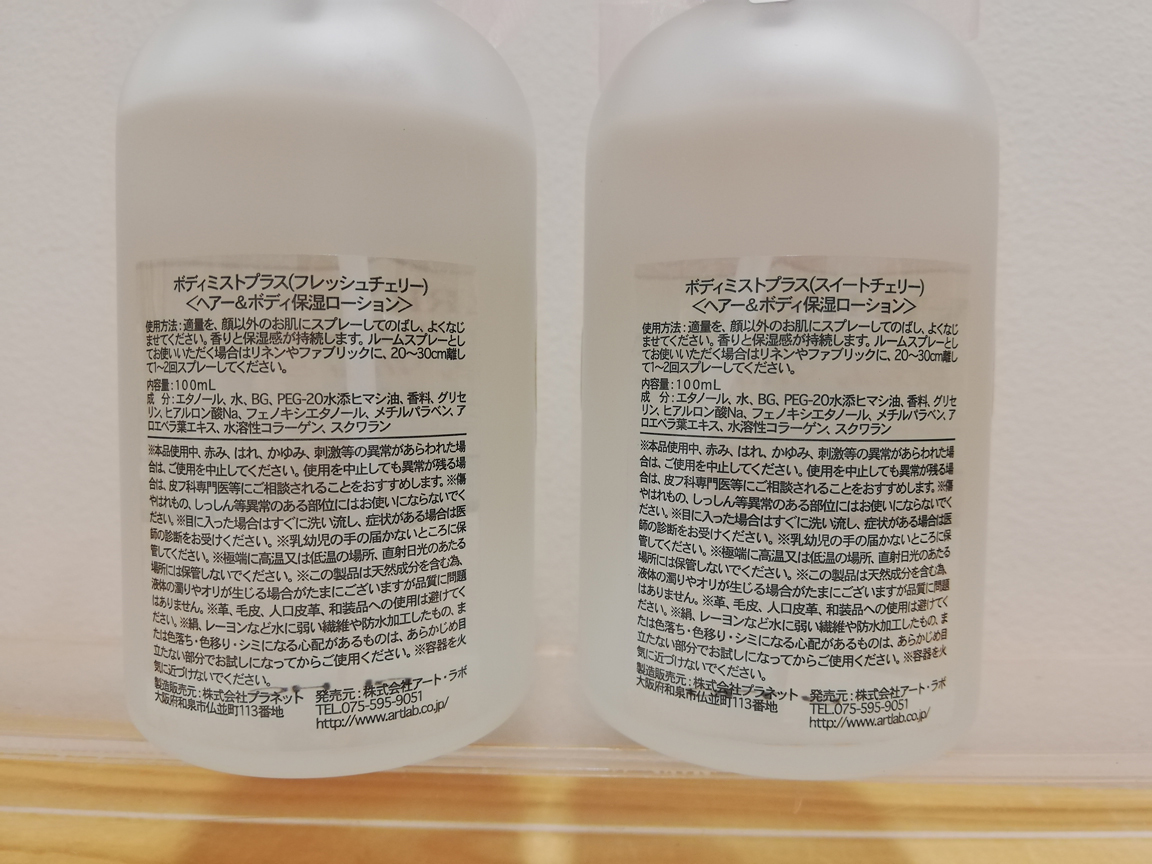 ボディミストプラス(フレッシュチェリー)
＜ヘアー＆ボディ保湿ローション＞
使用方法：適量を、顔以外のお肌にスプレーしてのばし、よくなじ
ませてください。香りと保湿感が持続します。ルームスプレーとし
てお使いいただく場合はリネンやファブリックに、20～30cm離し
て1～2回スプレーしてください。
内容量：100mL
成　分：エタノール、水、BG、PEG-20水添ヒマシ油、香料、グリセ
リン、ヒアルロン酸Na、フェノキシエタノール、メチルパラベン、ア
ロエベラ葉エキス、水溶性コラーゲン、スクワラン
※本品使用中、赤み、はれ、かゆみ、刺激等の異常があらわれた場
合は、ご使用を中止してください。使用を中止しても異常が残る場
合は、皮フ科専門医等にご相談されることをおすすめします。※傷
やはれもの、しっしん等異常のある部位にはお使いにならないでく
ださい。※目に入った場合はすぐに洗い流し、症状がある場合は医
師の診断をお受けください。※乳幼児の手の届かないところに保
管してください。※極端に高温又は低温の場所、直射日光のあたる
場所には保管しないでください。※この製品は天然成分を含む為、
液体の濁りやオリが生じる場合がたまにございますが品質に問題
はありません。※革、毛皮、人口皮革、和装品への使用は避けてく
ださい。※絹、レーヨンなど水に弱い繊維や防水加工したもの、ま
たは色落ち・色移り・シミになる心配があるものは、あらかじめ目
立たない部分でお試しになってからご使用ください。※容器を火
気に近づけないでください。
製造販売元：株式会社プラネット
大阪府和泉市仏並町113番地
発売元：株式会社アート・ラボ
TEL.075-595-9051
http://www.artlab.co.jp/
ボディミストプラス(スイートチェリー)
＜ヘアー＆ボディ保湿ローション＞
使用方法：適量を、顔以外のお肌にスプレーしてのばし、よくなじ
ませてください。香りと保湿感が持続します。ルームスプレーとし
てお使いいただく場合はリネンやファブリックに、20～30cm離し
て1～2回スプレーしてください。
内容量：100mL
成　分：エタノール、水、BG、PEG-20水添ヒマシ油、香料、グリセ
リン、ヒアルロン酸Na、フェノキシエタノール、メチルパラベン、ア
ロエベラ葉エキス、水溶性コラーゲン、スクワラン
※本品使用中、赤み、はれ、かゆみ、刺激等の異常があらわれた場
合は、ご使用を中止してください。使用を中止しても異常が残る場
合は、皮フ科専門医等にご相談されることをおすすめします。※傷
やはれもの、しっしん等異常のある部位にはお使いにならないでく
ださい。※目に入った場合はすぐに洗い流し、症状がある場合は医
師の診断をお受けください。※乳幼児の手の届かないところに保
管してください。※極端に高温又は低温の場所、直射日光のあたる
場所には保管しないでください。※この製品は天然成分を含む為、
液体の濁りやオリが生じる場合がたまにございますが品質に問題
はありません。※革、毛皮、人口皮革、和装品への使用は避けてく
ださい。※絹、レーヨンなど水に弱い繊維や防水加工したもの、ま
たは色落ち・色移り・シミになる心配があるものは、あらかじめ目
立たない部分でお試しになってからご使用ください。※容器を火
気に近づけないでください。
製造販売元：株式会社プラネット
大阪府和泉市仏並町113番地
発売元：株式会社アート・ラボ
TEL.075-595-9051
http://www.artlab.co.jp/